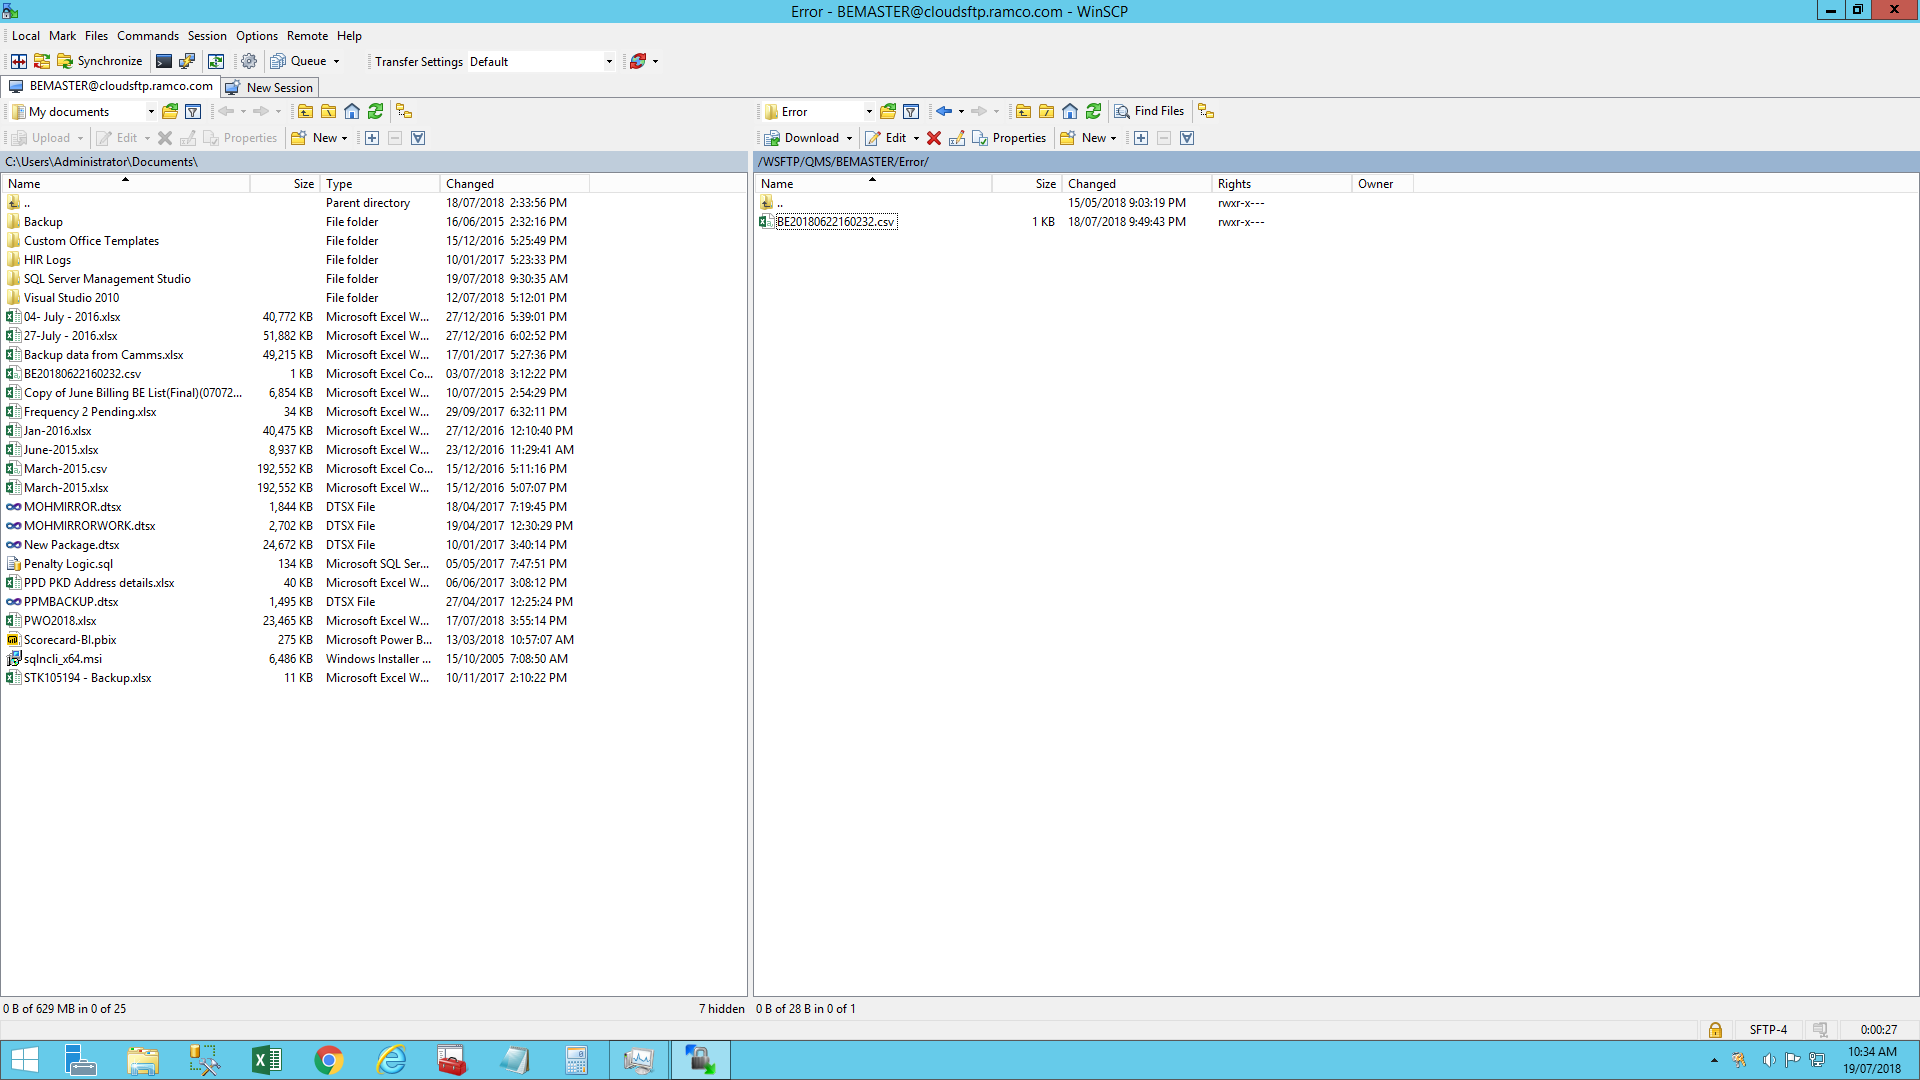 Error - BEMASTER@cloudsftp.ramco.com - WinSCP
Local Mark Files Commands Session Options Remote Help
Synchronize Queue Transfer Settings Default
BEMASTER@cloudsftp.ramco.com New Session
My documents Error Find Files
Upload Edit Properties New Download Edit Properties New
C:\Users\Administrator\Documents\ /WSFTP/QMS/BEMASTER/Error/
Name Size Type Changed Name Size Changed Rights Owner
.. Parent directory 18/07/2018 2:33:56 PM .. 15/05/2018 9:03:19 PM rwxr-x---
Backup File folder 16/06/2015 2:32:16 PM BE20180622160232.csv 1 KB 18/07/2018 9:49:43 PM rwxr-x---
Custom Office Templates File folder 15/12/2016 5:25:49 PM
HIR Logs File folder 10/01/2017 5:23:33 PM
SQL Server Management Studio File folder 19/07/2018 9:30:35 AM
Visual Studio 2010 File folder 12/07/2018 5:12:01 PM
04- July - 2016.xlsx 40,772 KB Microsoft Excel W... 27/12/2016 5:39:01 PM
27-July - 2016.xlsx 51,882 KB Microsoft Excel W... 27/12/2016 6:02:52 PM
Backup data from Camms.xlsx 49,215 KB Microsoft Excel W... 17/01/2017 5:27:36 PM
BE20180622160232.csv 1 KB Microsoft Excel Co... 03/07/2018 3:12:22 PM
Copy of June Billing BE List(Final)(07072... 6,854 KB Microsoft Excel W... 10/07/2015 2:54:29 PM
Frequency 2 Pending.xlsx 34 KB Microsoft Excel W... 29/09/2017 6:32:11 PM
Jan-2016.xlsx 40,475 KB Microsoft Excel W... 27/12/2016 12:10:40 PM
June-2015.xlsx 8,937 KB Microsoft Excel W... 23/12/2016 11:29:41 AM
March-2015.csv 192,552 KB Microsoft Excel Co... 15/12/2016 5:11:16 PM
March-2015.xlsx 192,552 KB Microsoft Excel W... 15/12/2016 5:07:07 PM
MOHMIRROR.dtsx 1,844 KB DTSX File 18/04/2017 7:19:45 PM
MOHMIRRORWORK.dtsx 2,702 KB DTSX File 19/04/2017 12:30:29 PM
New Package.dtsx 24,672 KB DTSX File 10/01/2017 3:40:14 PM
Penalty Logic.sql 134 KB Microsoft SQL Ser... 05/05/2017 7:47:51 PM
PPD PKD Address details.xlsx 40 KB Microsoft Excel W... 06/06/2017 3:08:12 PM
PPMBACKUP.dtsx 1,495 KB DTSX File 27/04/2017 12:25:24 PM
PWO2018.xlsx 23,465 KB Microsoft Excel W... 17/07/2018 3:55:14 PM
Scorecard-BI.pbix 275 KB Microsoft Power B... 13/03/2018 10:57:07 AM
sqlncli_x64.msi 6,486 KB Windows Installer ... 15/10/2005 7:08:50 AM
STK105194 - Backup.xlsx 11 KB Microsoft Excel W... 10/11/2017 2:10:22 PM
0 B of 629 MB in 0 of 25 7 hidden 0 B of 28 B in 0 of 1
SFTP-4 0:00:27
10:34 AM
19/07/2018